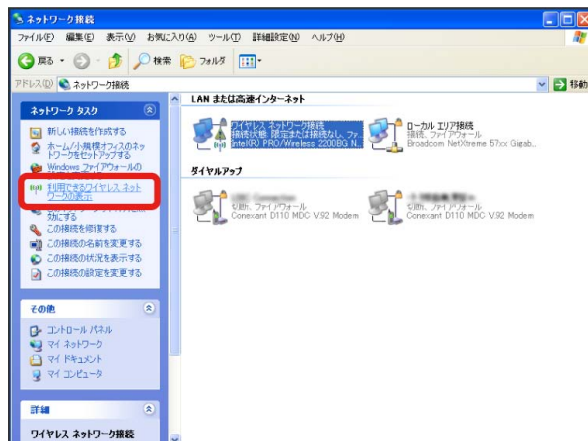 ネットワーク接続
ファイル(F) 編集(E) 表示(V) お気に入り(A) ツール(T) 詳細設定(N) ヘルプ(H)
戻る 検索 フォルダ
アドレス(D) ネットワーク接続 移動
ネットワーク タスク
新しい接続を作成する
ホーム/小規模オフィスのネッ
トワークをセットアップする
Windows ファイアウォールの
利用できるワイヤレス ネット
ワークの表示
効にする
この接続を修復する
この接続の名前を変更する
この接続の状況を表示する
この接続の設定を変更する
その他
コントロール パネル
マイ ネットワーク
マイ ドキュメント
マイ コンピュータ
詳細
ワイヤレス ネットワーク接続
LAN または高速インターネット
ワイヤレス ネットワーク接続
接続状態: 限定または接続なし、ファ...
Intel(R) PRO/Wireless 2200BG N...
ローカル エリア接続
接続、ファイアウォール
Broadcom NetXtreme 57xx Gigab...
ダイヤルアップ
切断、ファイアウォール
Conexant D110 MDC V.92 Modem
切断、ファイアウォール
Conexant D110 MDC V.92 Modem